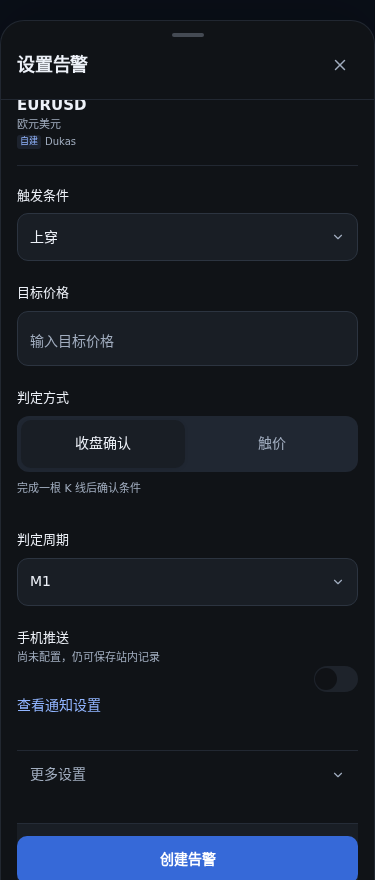 设置告警
EURUSD
欧元美元
自建 Dukas
触发条件
上穿
目标价格
输入目标价格
判定方式
收盘确认 触价
完成一根 K 线后确认条件
判定周期
M1
手机推送
尚未配置，仍可保存站内记录
查看通知设置
更多设置
创建告警